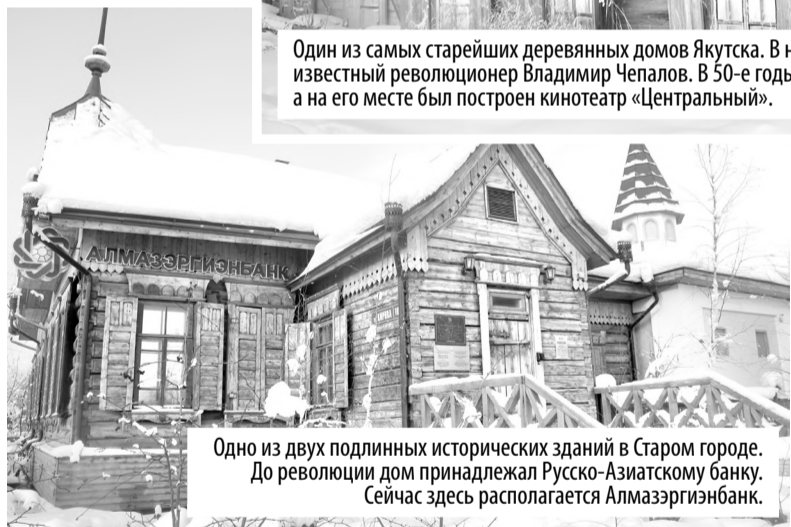 Один из самых старейших деревянных домов Якутска. В
известный революционер Владимир Чепалов. В 50-е годы
а на его месте был построен кинотеатр «Центральный».
АЛМАЗЭРГИЭНБАНК
Одно из двух подлинных исторических зданий в Старом городе.
До революции дом принадлежал Русско-Азиатскому банку.
Сейчас здесь располагается Алмазэргиэнбанк.